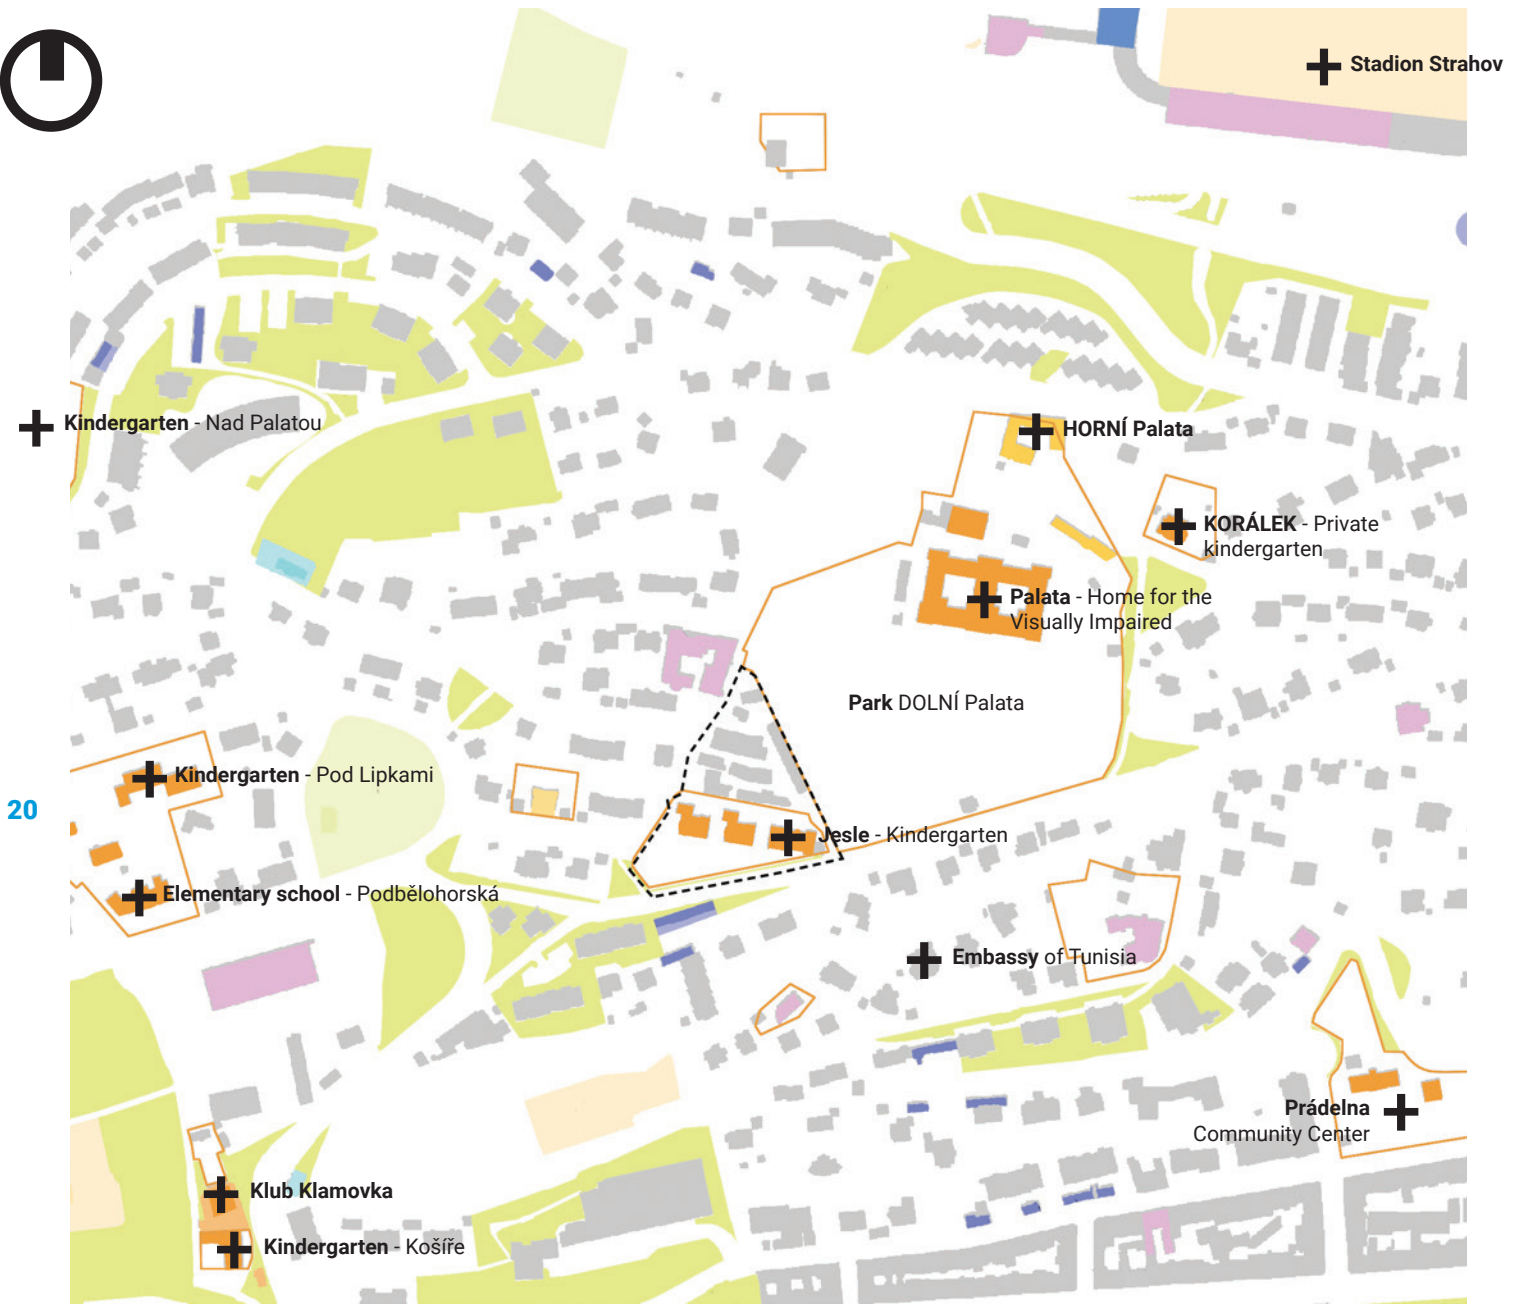 Stadion Strahov
Kindergarten - Nad Palatou
HORNÍ Palata
KORÁLEK - Private
kindergarten
Palata - Home for the
Visually Impaired
Park DOLNÍ Palata
Kindergarten - Pod Lipkami
20
Jesle - Kindergarten
Elementary school - Podbělohorská
Embassy of Tunisia
Prádelna
Community Center
Klub Klamovka
Kindergarten - Košíře